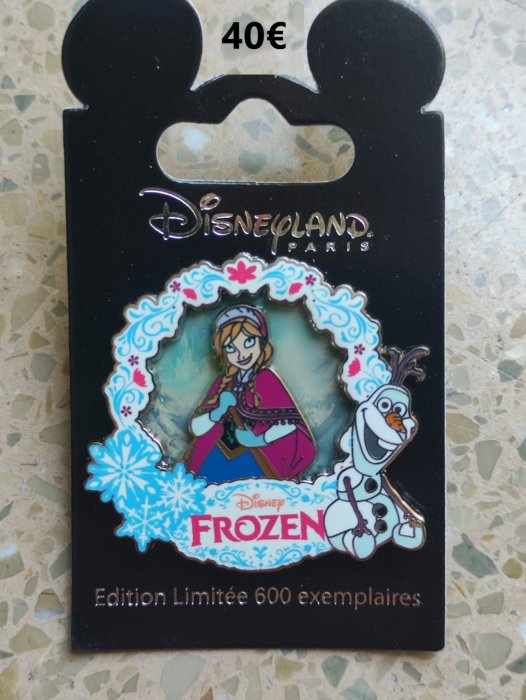 40€
DISNEYLAND
PARIS
DISNEY
FROZEN
Edition Limitée 600 exemplaires